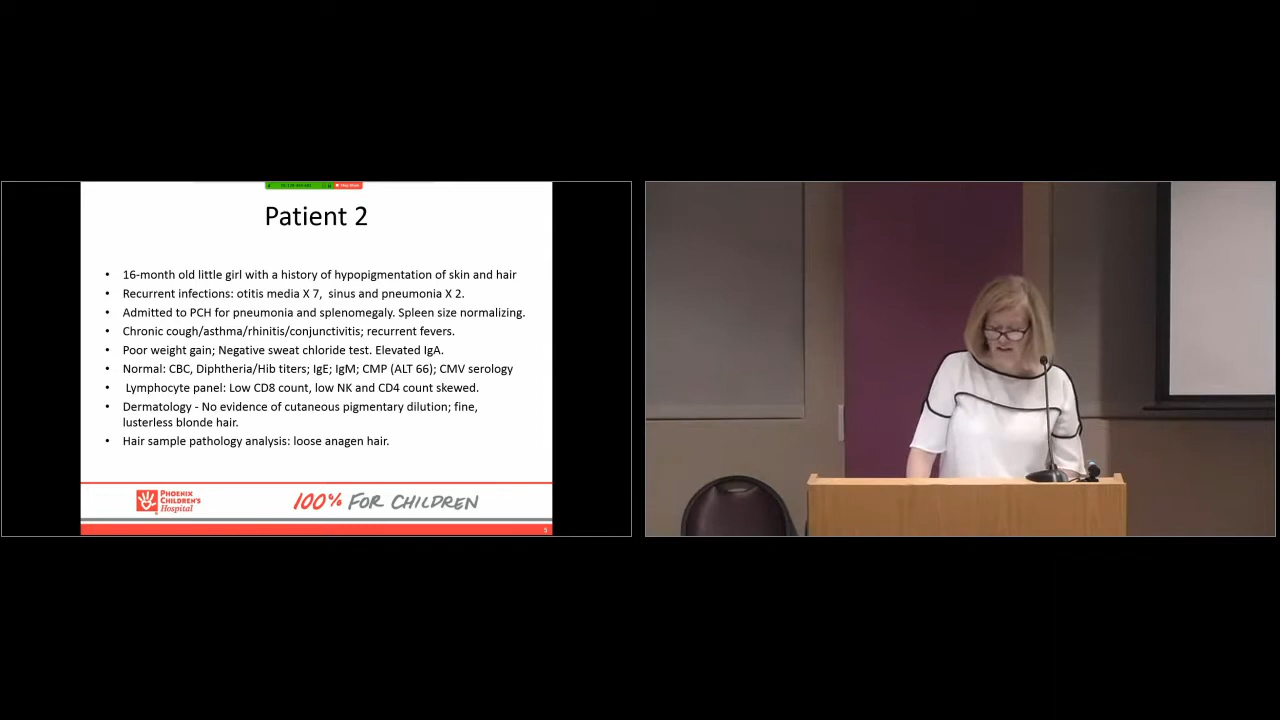 Patient 2
• 16-month old little girl with a history of hypopigmentation of skin and hair
• Recurrent infections: otitis media X 7,  sinus and pneumonia X 2.
• Admitted to PCH for pneumonia and splenomegaly. Spleen size normalizing.
• Chronic cough/asthma/rhinitis/conjunctivitis; recurrent fevers.
• Poor weight gain; Negative sweat chloride test. Elevated IgA.
• Normal: CBC, Diphtheria/Hib titers; IgE; IgM; CMP (ALT 66); CMV serology
• Lymphocyte panel: Low CD8 count, low NK and CD4 count skewed.
• Dermatology - No evidence of cutaneous pigmentary dilution; fine,
lusterless blonde hair.
• Hair sample pathology analysis: loose anagen hair.
PHOENIX
CHILDREN'S
Hospital
100% FOR CHILDREN
5